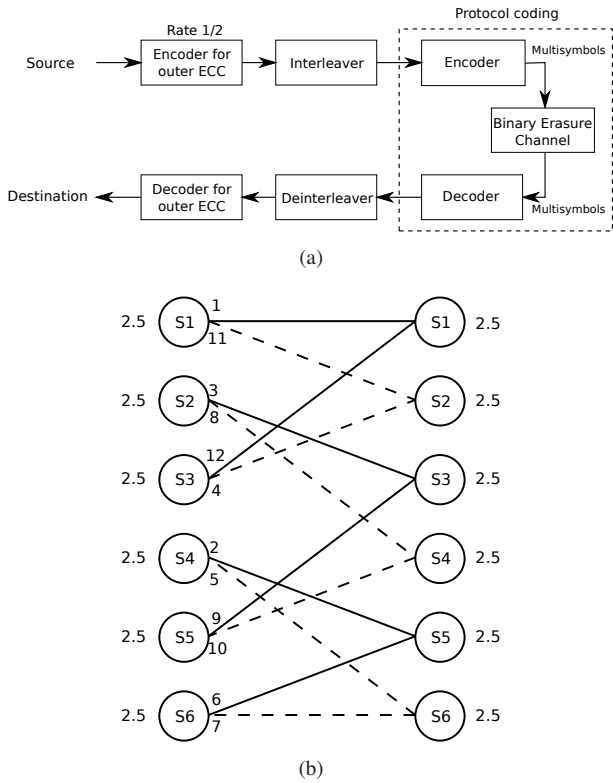 Protocol coding
Rate 1/2
Source
Encoder for
outer ECC
Interleaver
Encoder
Multisymbols
Binary Erasure
Channel
Destination
Decoder for
outer ECC
Deinterleaver
Decoder
Multisymbols
(a)
2.5 S1 1 11 S1 2.5
2.5 S2 3 8 S2 2.5
2.5 S3 12 4 S3 2.5
2.5 S4 2 5 S4 2.5
2.5 S5 9 10 S5 2.5
2.5 S6 6 7 S6 2.5
(b)